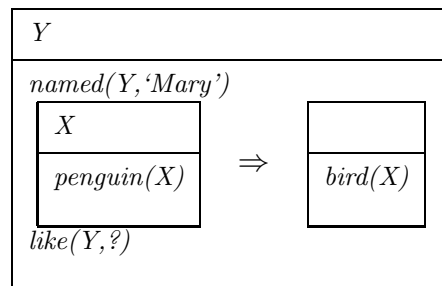 Y
named(Y,‘Mary’)
X
penguin(X) ⇒ bird(X)
like(Y,?)